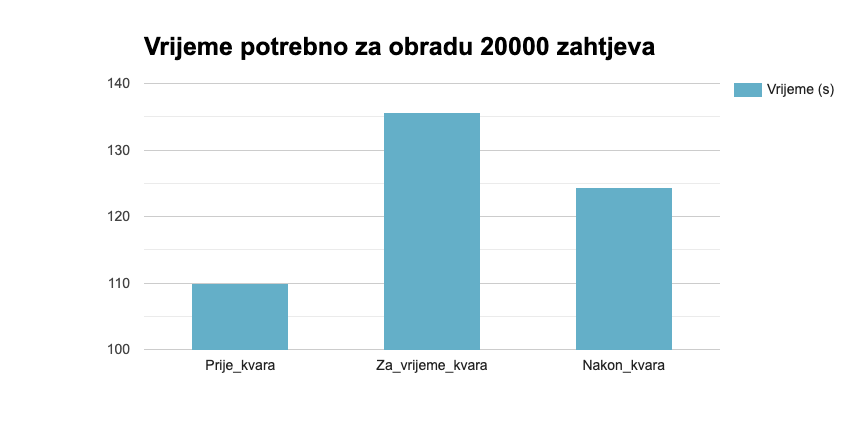 Vrijeme potrebno za obradu 20000 zahtjeva
140
Vrijeme (s)
130
120
110
100
Prije_kvara
Za_vrijeme_kvara
Nakon_kvara